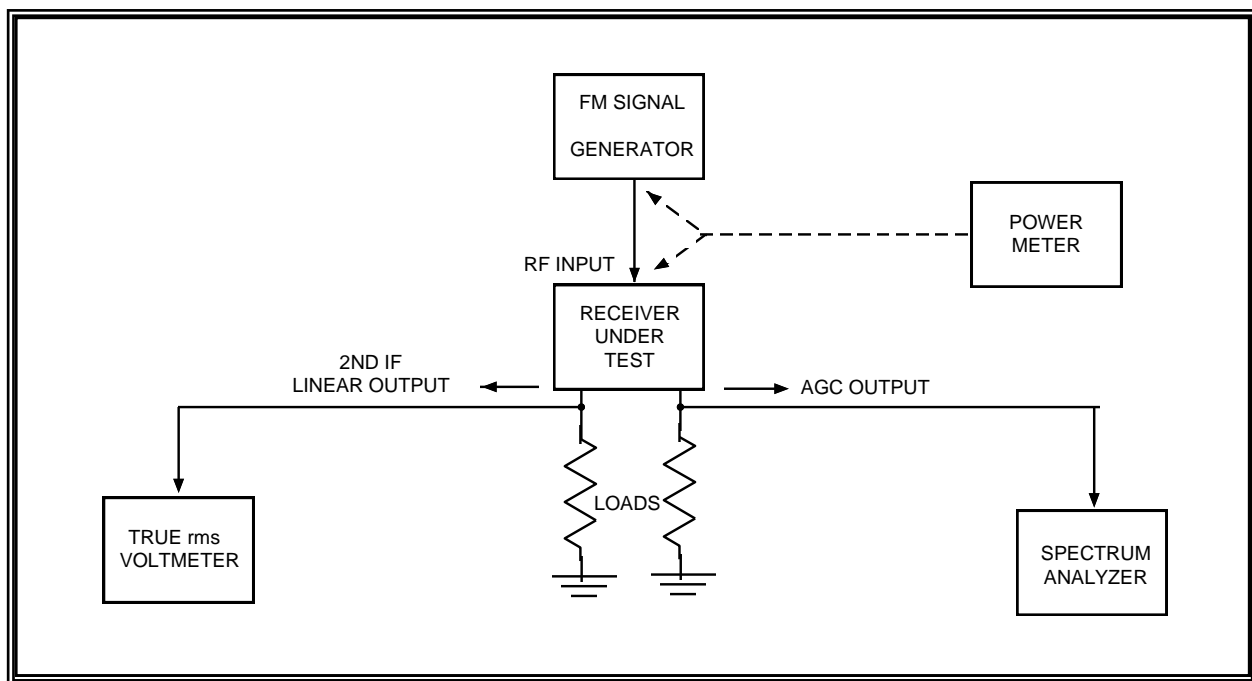 FM SIGNAL
GENERATOR
POWER
METER
RF INPUT
RECEIVER
UNDER
TEST
2ND IF
LINEAR OUTPUT
AGC OUTPUT
LOADS
TRUE rms
VOLTMETER
SPECTRUM
ANALYZER